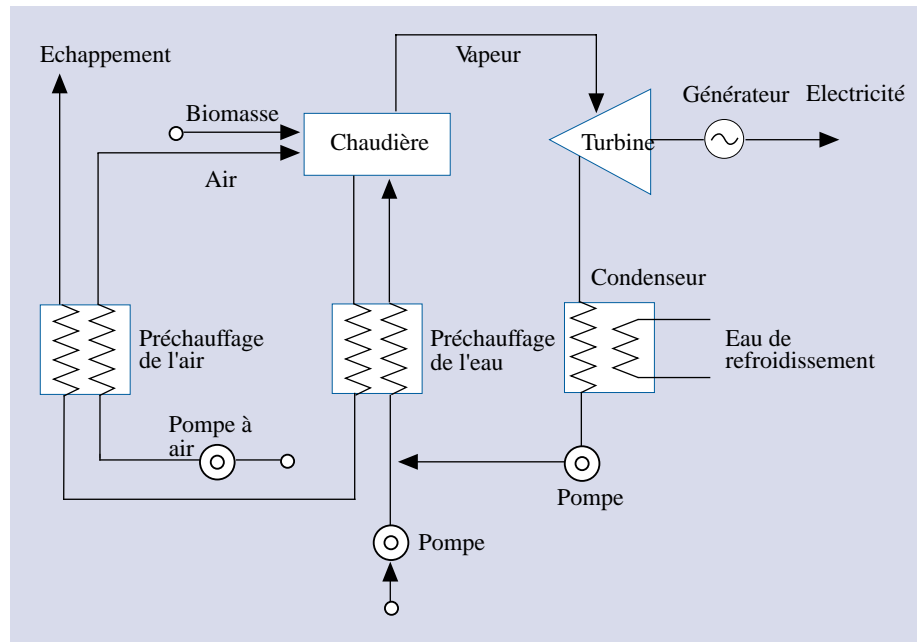 Echappement
Vapeur
Biomasse
Générateur
Electricité
Chaudière
Turbine
Air
Condenseur
Préchauffage
de l'air
Préchauffage
de l'eau
Eau de
refroidissement
Pompe à
air
Pompe
Pompe